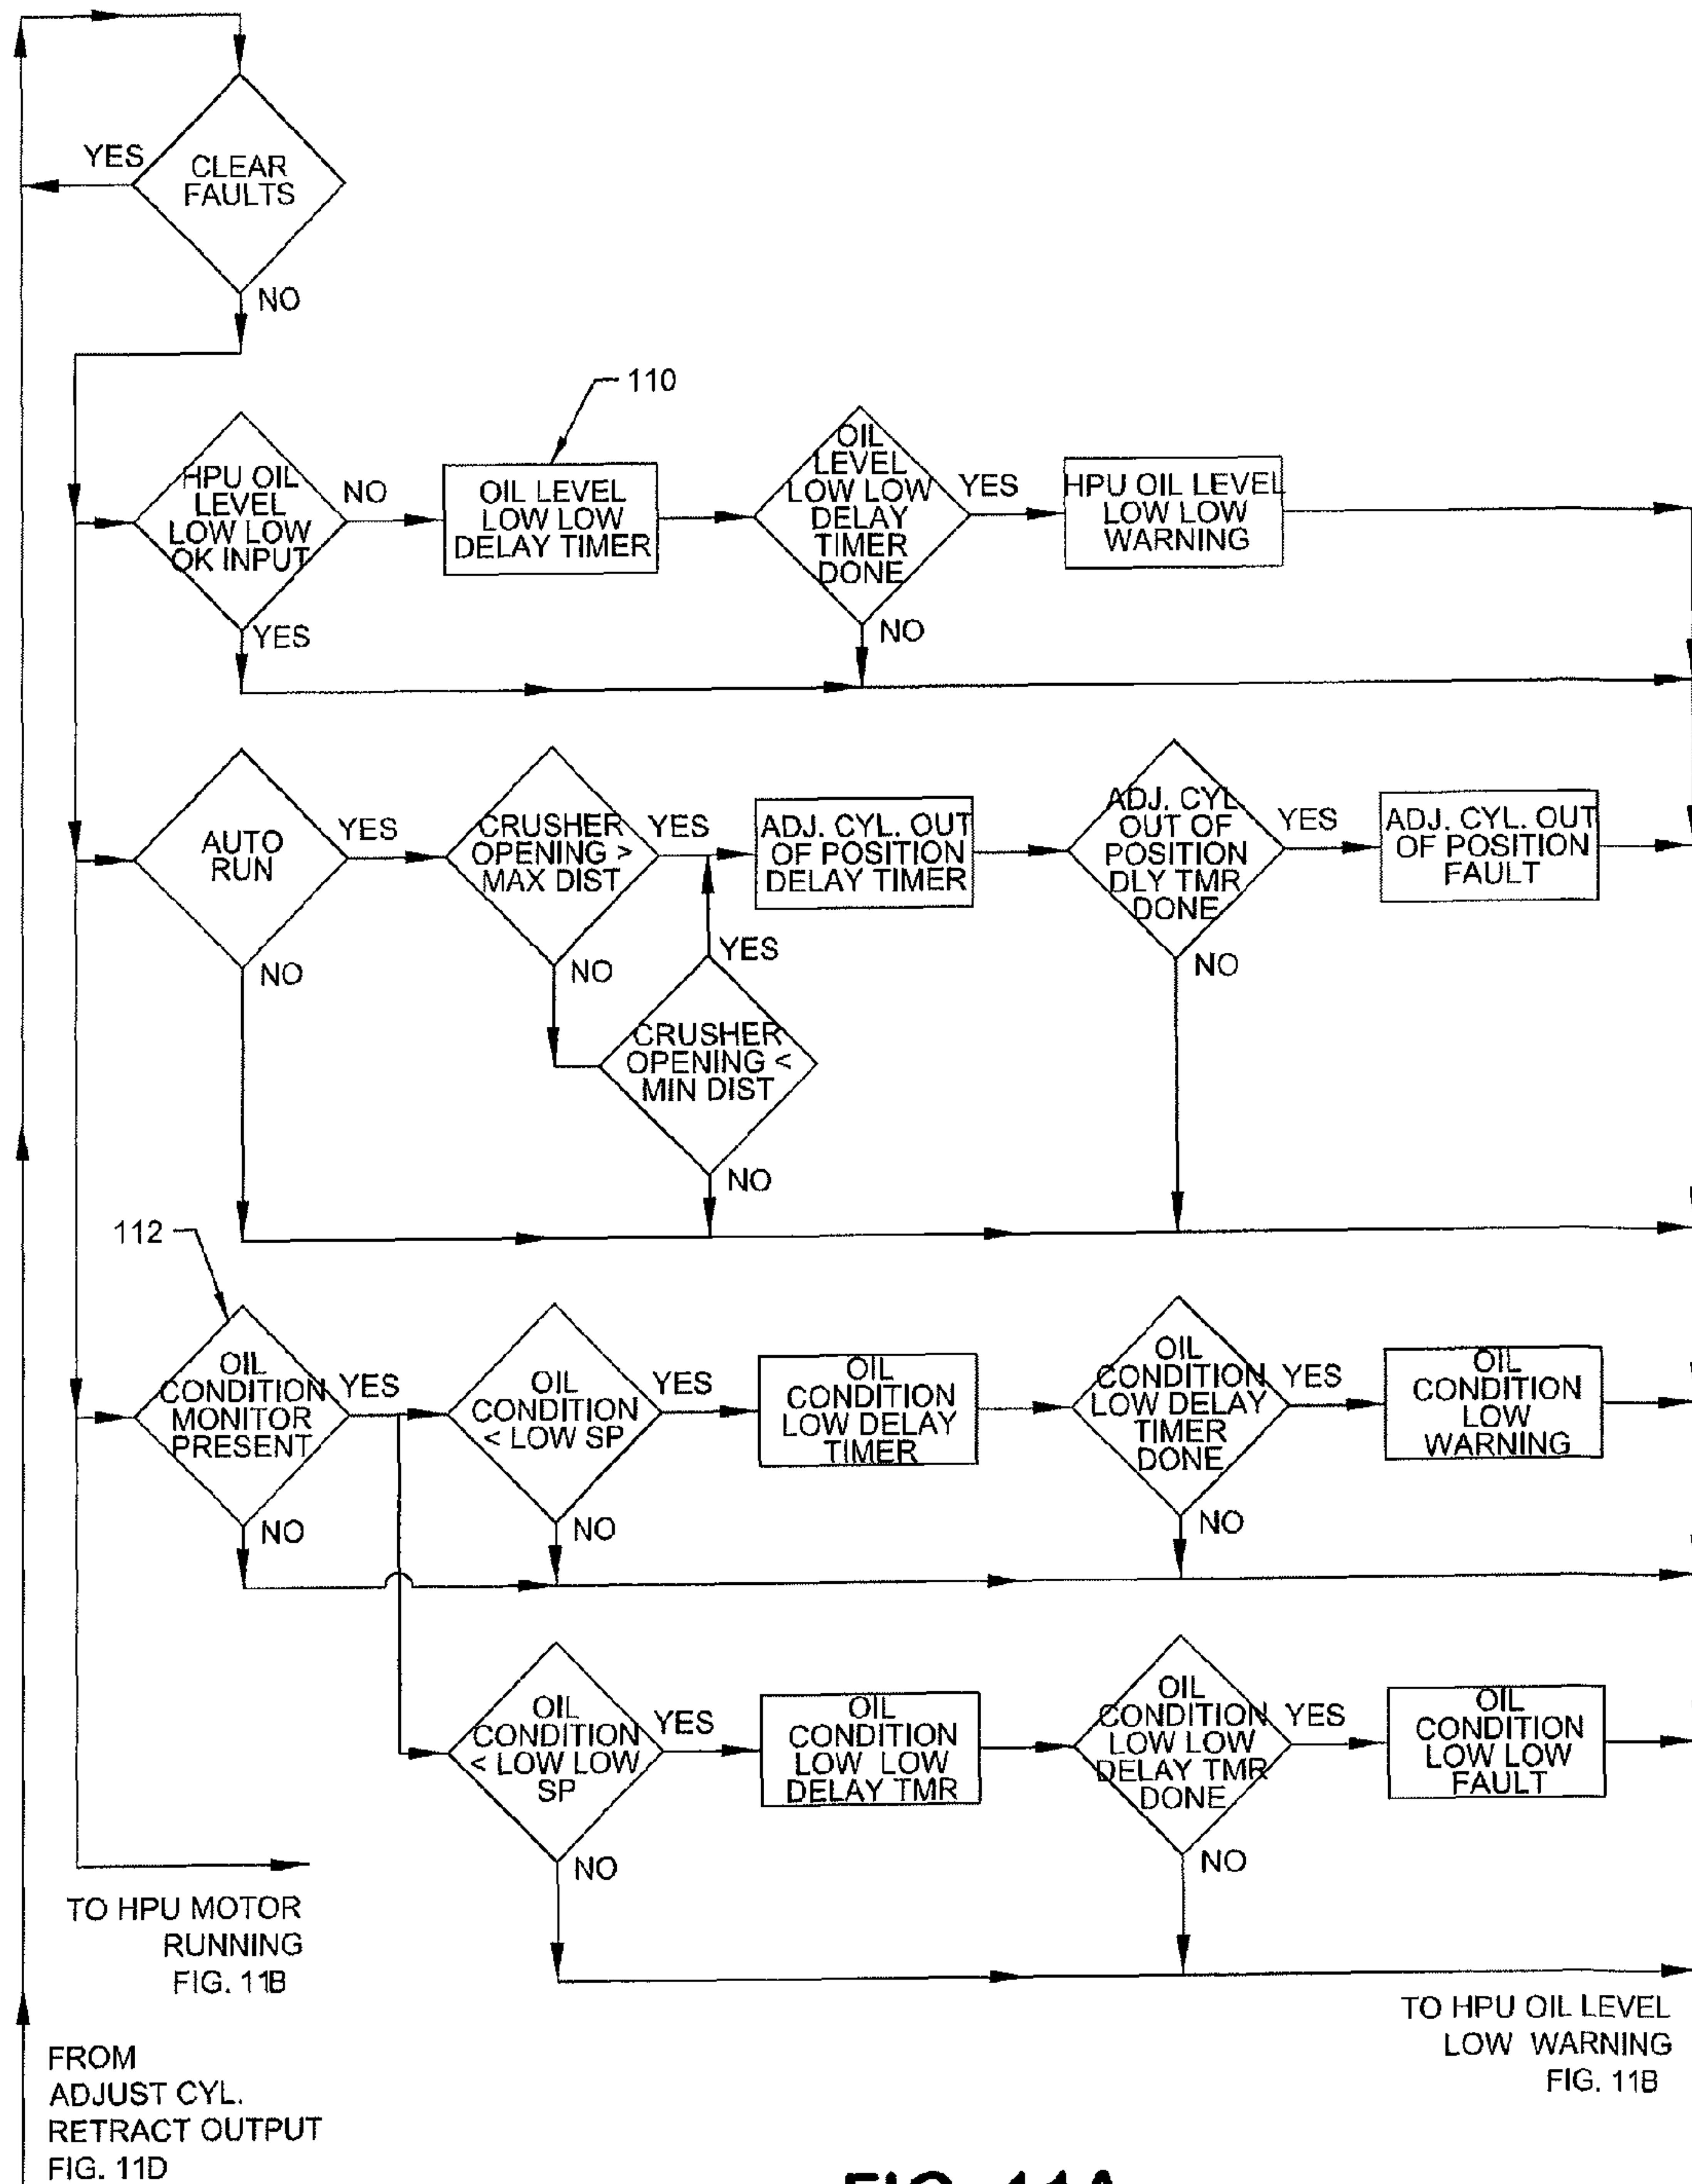 YES
CLEAR
FAULTS
NO
110
HPU OIL
LEVEL
LOW LOW
OK INPUT
NO
YES
OIL LEVEL
LOW LOW
DELAY TIMER
OIL
LEVEL
LOW LOW
DELAY
TIMER
DONE
YES
NO
HPU OIL LEVEL
LOW LOW
WARNING
AUTO
RUN
YES
NO
CRUSHER
OPENING >
MAX DIST
YES
NO
CRUSHER
OPENING <
MIN DIST
YES
NO
ADJ. CYL. OUT
OF POSITION
DELAY TIMER
ADJ. CYL
OUT OF
POSITION
DLY TMR
DONE
YES
NO
ADJ. CYL. OUT
OF POSITION
FAULT
112
OIL
CONDITION
MONITOR
PRESENT
YES
NO
OIL
CONDITION
< LOW SP
YES
NO
OIL
CONDITION
LOW DELAY
TIMER
OIL
CONDITION
LOW DELAY
TIMER
DONE
YES
NO
OIL
CONDITION
LOW
WARNING
OIL
CONDITION
< LOW LOW
SP
YES
NO
OIL
CONDITION
LOW LOW
DELAY TMR
OIL
CONDITION
LOW LOW
DELAY TMR
DONE
YES
NO
OIL
CONDITION
LOW LOW
FAULT
TO HPU MOTOR
RUNNING
FIG. 11B
TO HPU OIL LEVEL
LOW WARNING
FIG. 11B
FROM
ADJUST CYL.
RETRACT OUTPUT
FIG. 11D
FIG. 11A